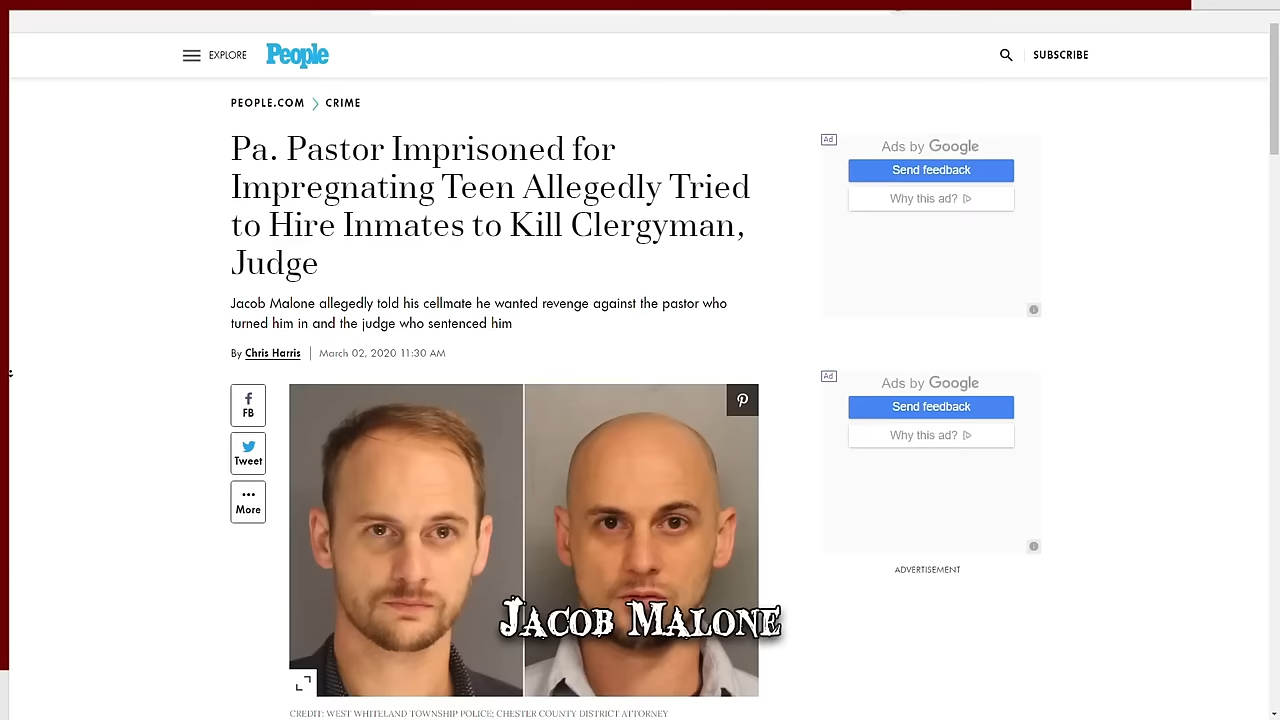 EXPLORE
People
SUBSCRIBE
PEOPLE.COM
CRIME
Pa. Pastor Imprisoned for
Impregnating Teen Allegedly Tried
to Hire Inmates to Kill Clergyman,
Judge
Jacob Malone allegedly told his cellmate he wanted revenge against the pastor who
turned him in and the judge who sentenced him
By Chris Harris | March 02, 2020 11:30 AM
FB
Tweet
More
JACOB MALONE
CREDIT: WEST WHITELAND TOWNSHIP POLICE; CHESTER COUNTY DISTRICT ATTORNEY
Ad
Ads by Google
Send feedback
Why this ad?
Ad
Ads by Google
Send feedback
Why this ad?
ADVERTISEMENT